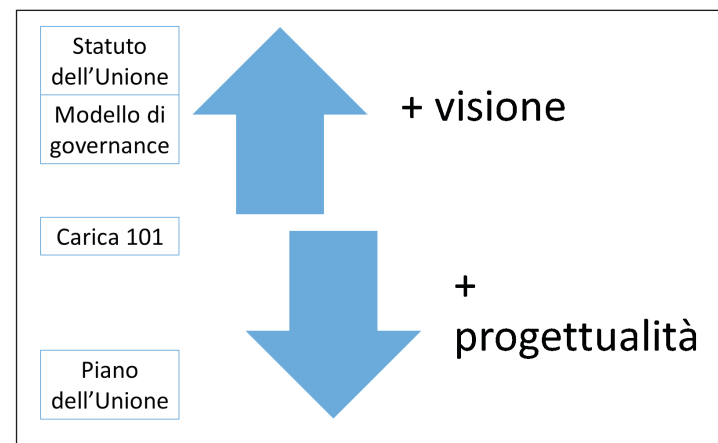 Statuto
dell’Unione
Modello di
governance
+ visione
Carica 101
+
progettualità
Piano
dell’Unione